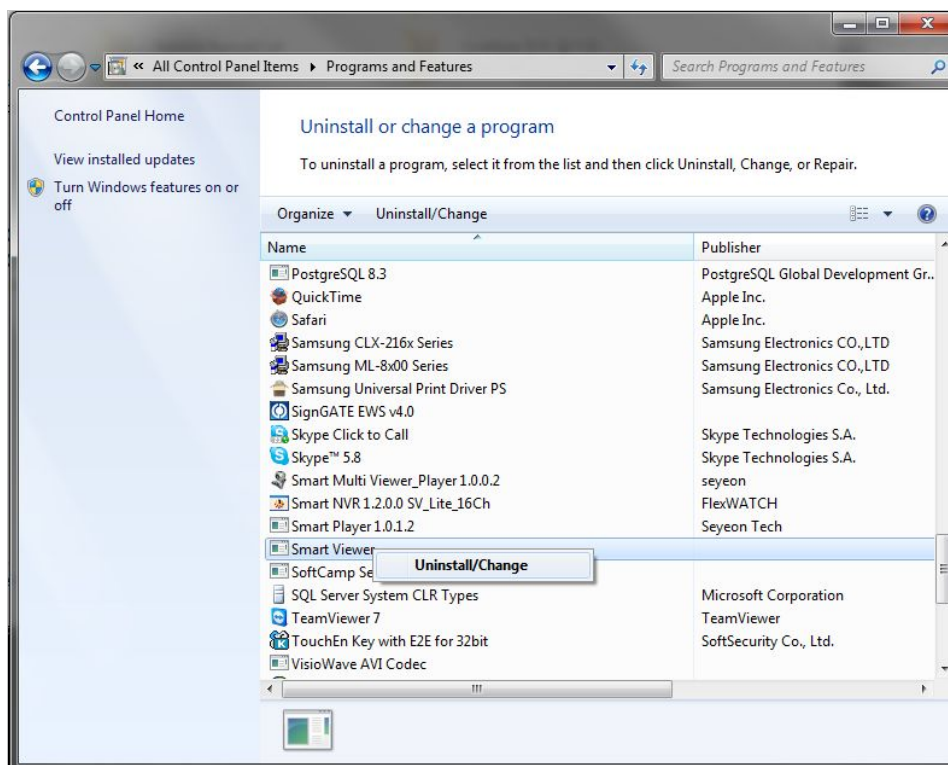 « All Control Panel Items ▸ Programs and Features
Search Programs and Features
Control Panel Home
View installed updates
Turn Windows features on or
off
Uninstall or change a program
To uninstall a program, select it from the list and then click Uninstall, Change, or Repair.
Organize Uninstall/Change
Name Publisher
PostgreSQL 8.3 PostgreSQL Global Development Gr..
QuickTime Apple Inc.
Safari Apple Inc.
Samsung CLX-216x Series Samsung Electronics CO.,LTD
Samsung ML-8x00 Series Samsung Electronics CO.,LTD
Samsung Universal Print Driver PS Samsung Electronics Co., Ltd.
SignGATE EWS v4.0
Skype Click to Call Skype Technologies S.A.
Skype™ 5.8 Skype Technologies S.A.
Smart Multi Viewer_Player 1.0.0.2 seyeon
Smart NVR 1.2.0.0 SV_Lite_16Ch FlexWATCH
Smart Player 1.0.1.2 Seyeon Tech
Smart Viewer
Uninstall/Change
SoftCamp Se
SQL Server System CLR Types Microsoft Corporation
TeamViewer 7 TeamViewer
TouchEn Key with E2E for 32bit SoftSecurity Co., Ltd.
VisioWave AVI Codec